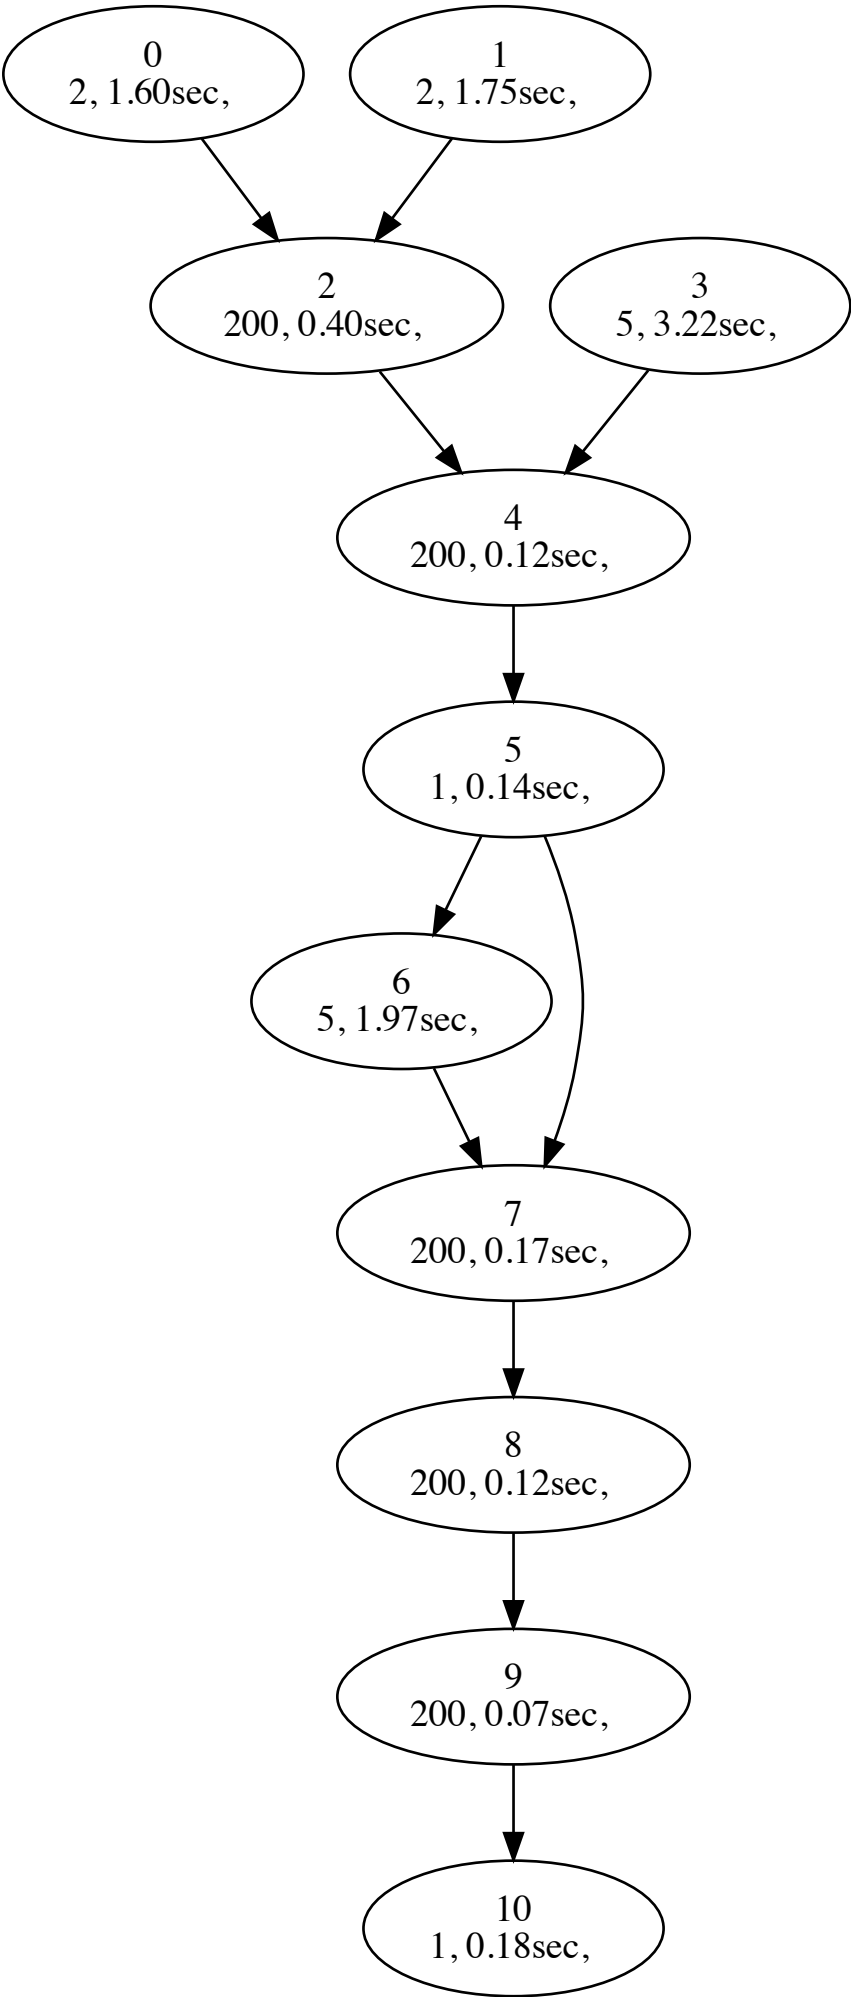 0
2, 1.60sec,
1
2, 1.75sec,
2
200, 0.40sec,
3
5, 3.22sec,
4
200, 0.12sec,
5
1, 0.14sec,
6
5, 1.97sec,
7
200, 0.17sec,
8
200, 0.12sec,
9
200, 0.07sec,
10
1, 0.18sec,